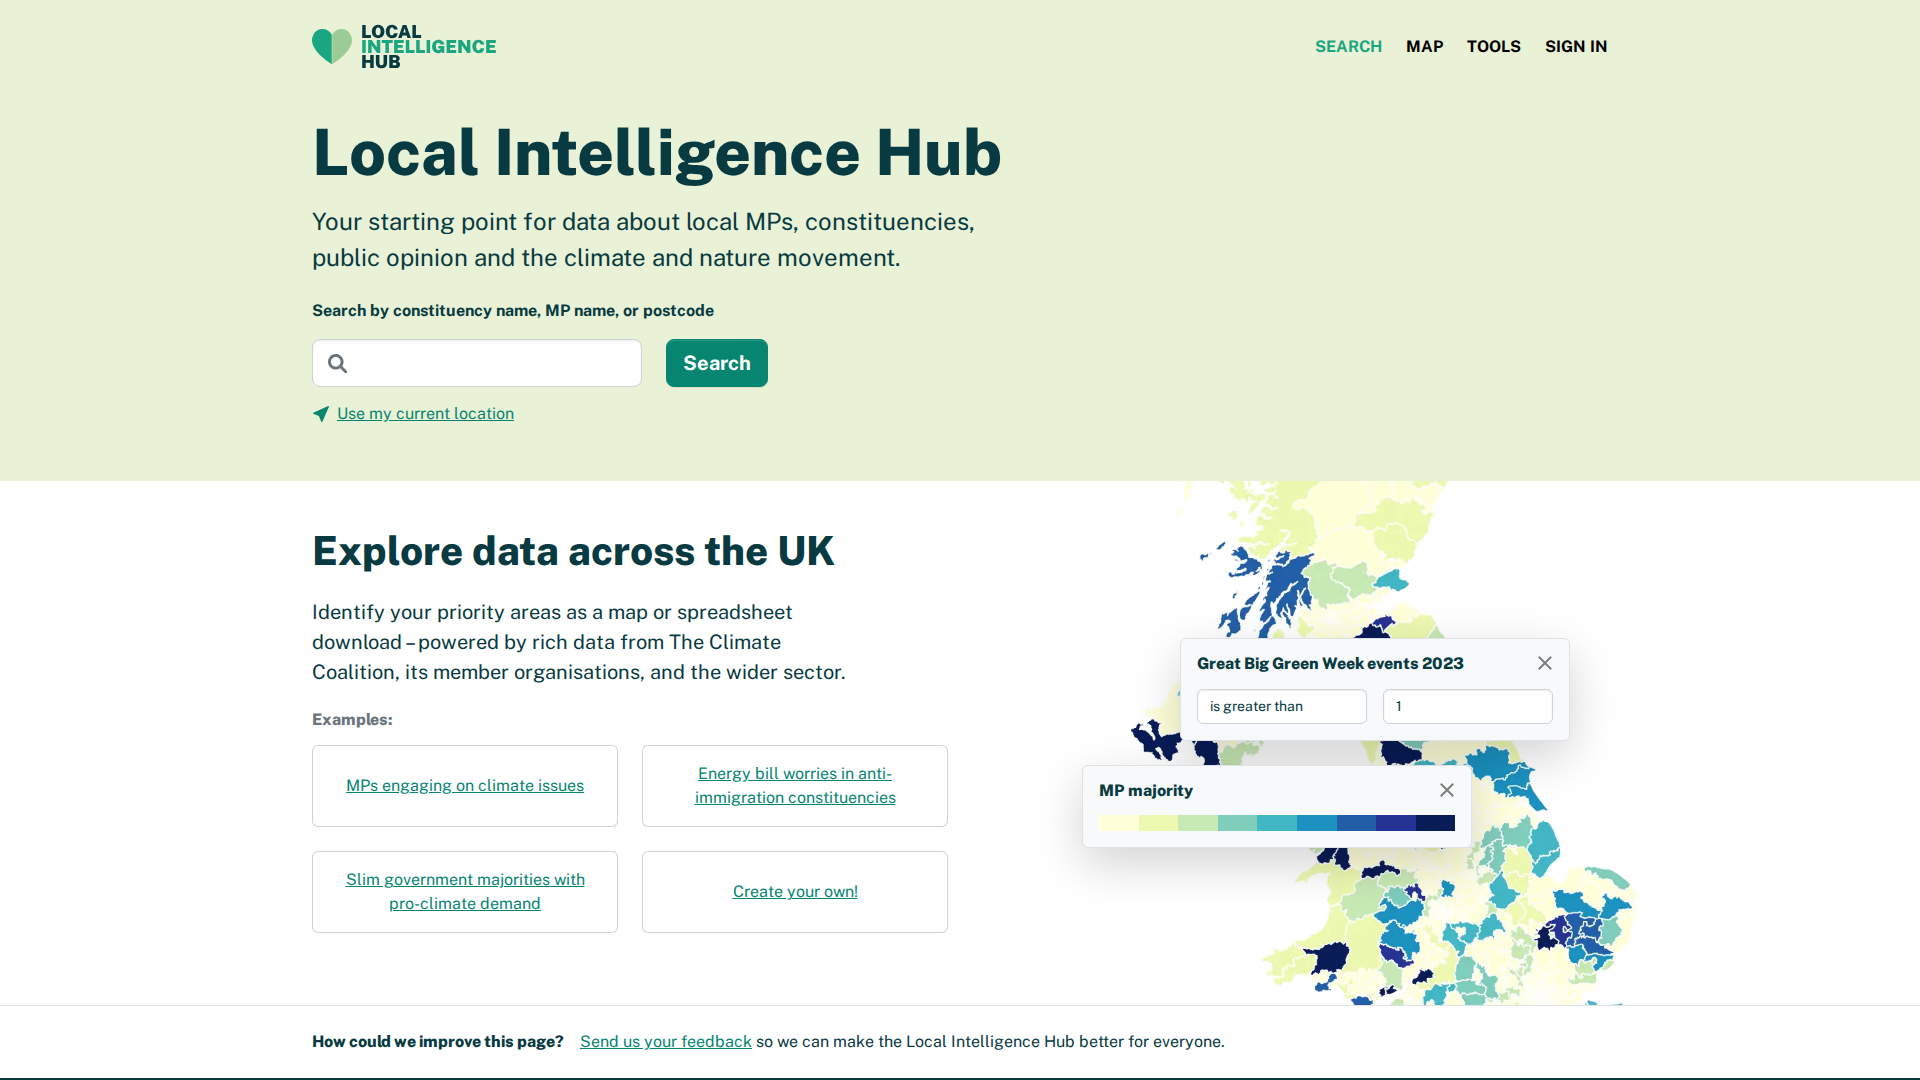 LOCAL
INTELLIGENCE
HUB
SEARCH MAP TOOLS SIGN IN
Local Intelligence Hub
Your starting point for data about local MPs, constituencies,
public opinion and the climate and nature movement.
Search by constituency name, MP name, or postcode
Search
Use my current location
Explore data across the UK
Identify your priority areas as a map or spreadsheet
download – powered by rich data from The Climate
Coalition, its member organisations, and the wider sector.
Examples:
MPs engaging on climate issues
Energy bill worries in anti-
immigration constituencies
Slim government majorities with
pro-climate demand
Create your own!
Great Big Green Week events 2023
is greater than
1
MP majority
How could we improve this page? Send us your feedback so we can make the Local Intelligence Hub better for everyone.